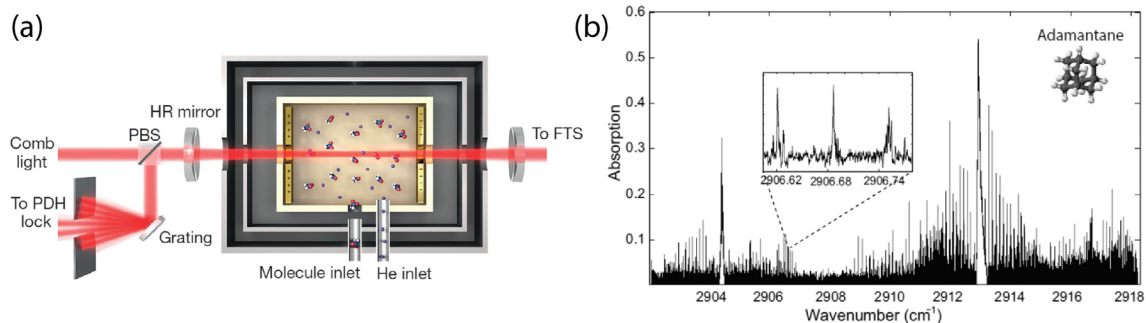 (a)
HR mirror
PBS
Comb
light
To FTS
To PDH
lock
Grating
Molecule inlet
He inlet
(b)
0.6
0.5
0.4
0.3
0.2
0.1
Absorption
Adamantane
2906.62
2906.68
2906.74
2904
2906
2908
2910
2912
2914
2916
2918
Wavenumber (cm⁻¹)